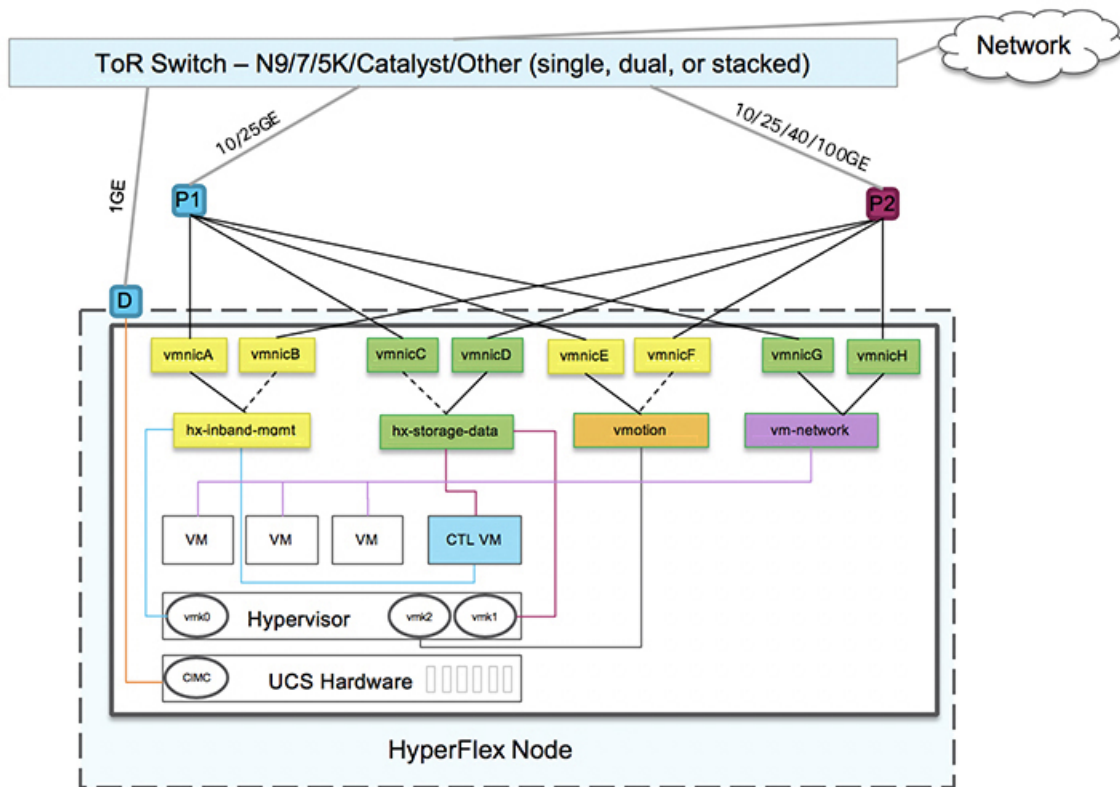 Network
ToR Switch – N9/7/5K/Catalyst/Other (single, dual, or stacked)
10/25GE
10/25/40/100GE
1GE
P1
P2
D
vmnicA
vmnicB
vmnicC
vmnicD
vmnicE
vmnicF
vmnicG
vmnicH
hx-inband-mgmt
hx-storage-data
vmotion
vm-network
VM
VM
VM
CTL VM
vmk0
Hypervisor
vmk2
vmk1
CIMC
UCS Hardware
HyperFlex Node